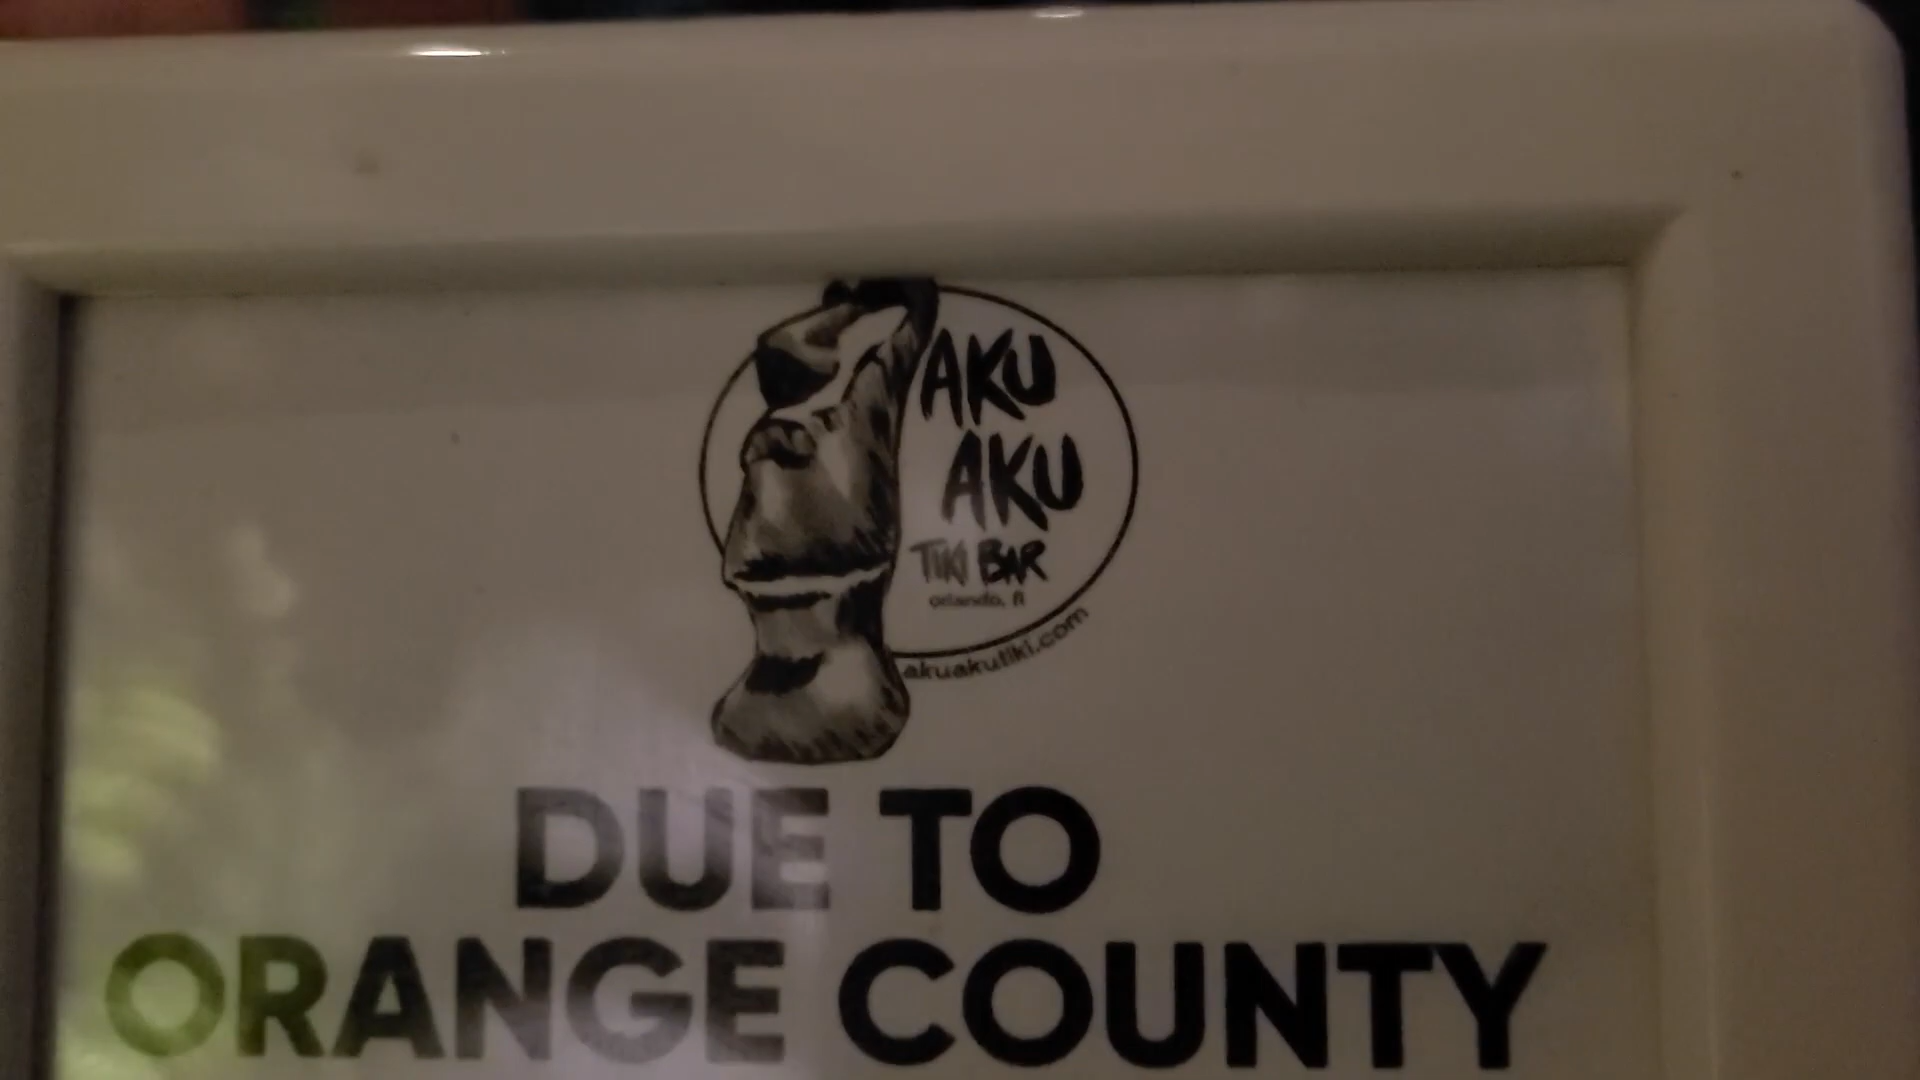 AKU
AKU
TIKI BAR
orlando, fl
akuakutiki.com
DUE TO
ORANGE COUNTY